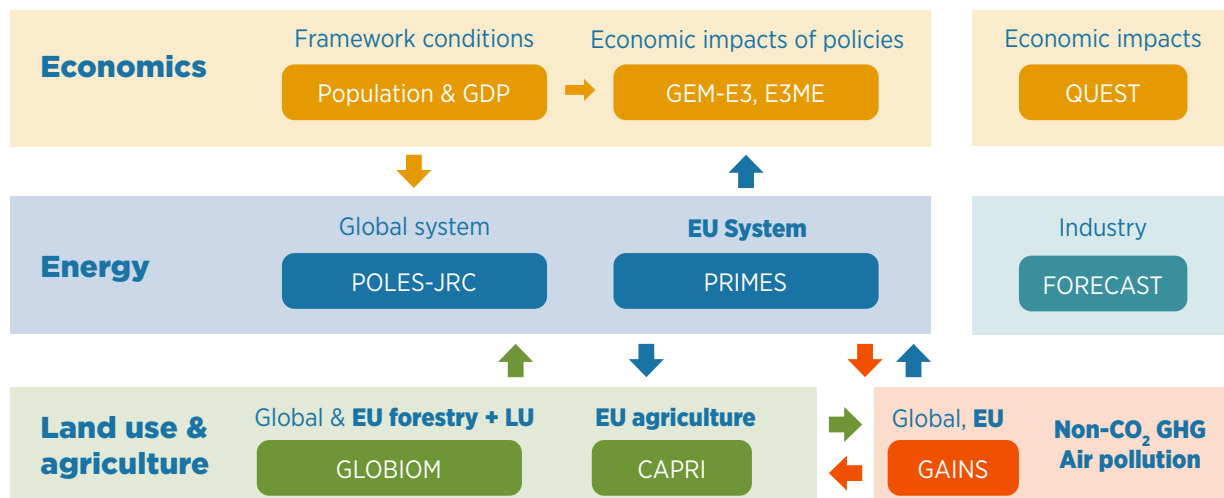 Economics
Framework conditions
Population & GDP
Economic impacts of policies
GEM-E3, E3ME
Economic impacts
QUEST
Energy
Global system
POLES-JRC
EU System
PRIMES
Industry
FORECAST
Land use &
agriculture
Global & EU forestry + LU
GLOBIOM
EU agriculture
CAPRI
Global, EU
GAINS
Non-CO₂ GHG
Air pollution